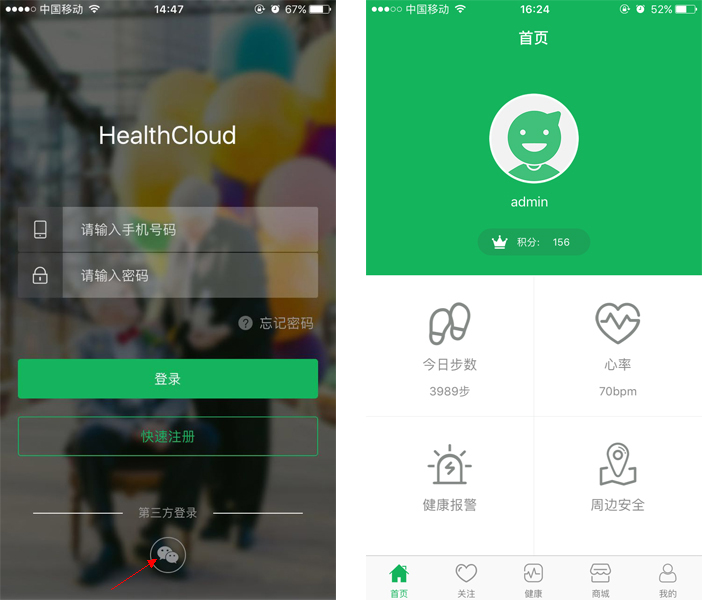 中国移动 14:47 67%
HealthCloud
请输入手机号码
请输入密码
? 忘记密码
登录
快速注册
第三方登录
中国移动 16:24 52%
首页
admin
积分: 156
今日步数 心率
3989步 70bpm
健康报警 周边安全
首页 关注 健康 商城 我的